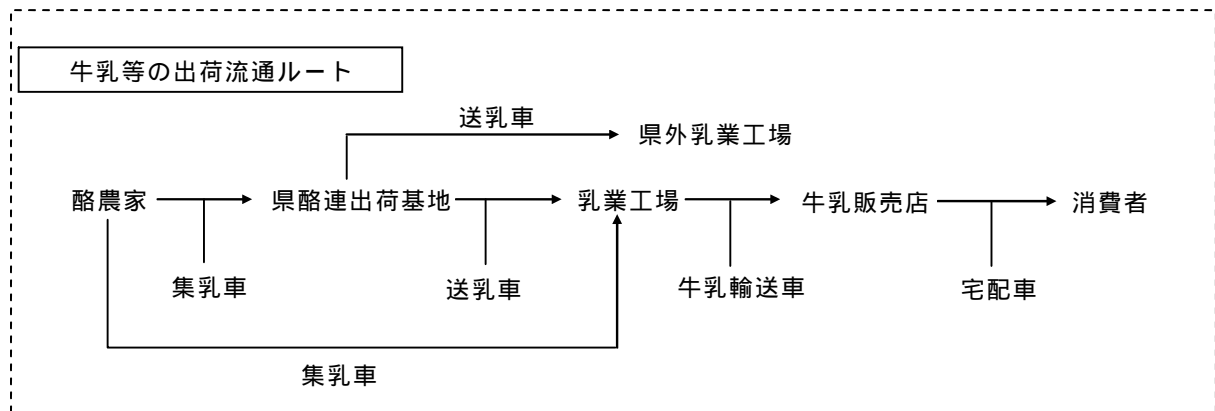 牛乳等の出荷流通ルート
送乳車
県外乳業工場
酪農家 県酪連出荷基地 乳業工場 牛乳販売店 消費者
集乳車 送乳車 牛乳輸送車 宅配車
集乳車